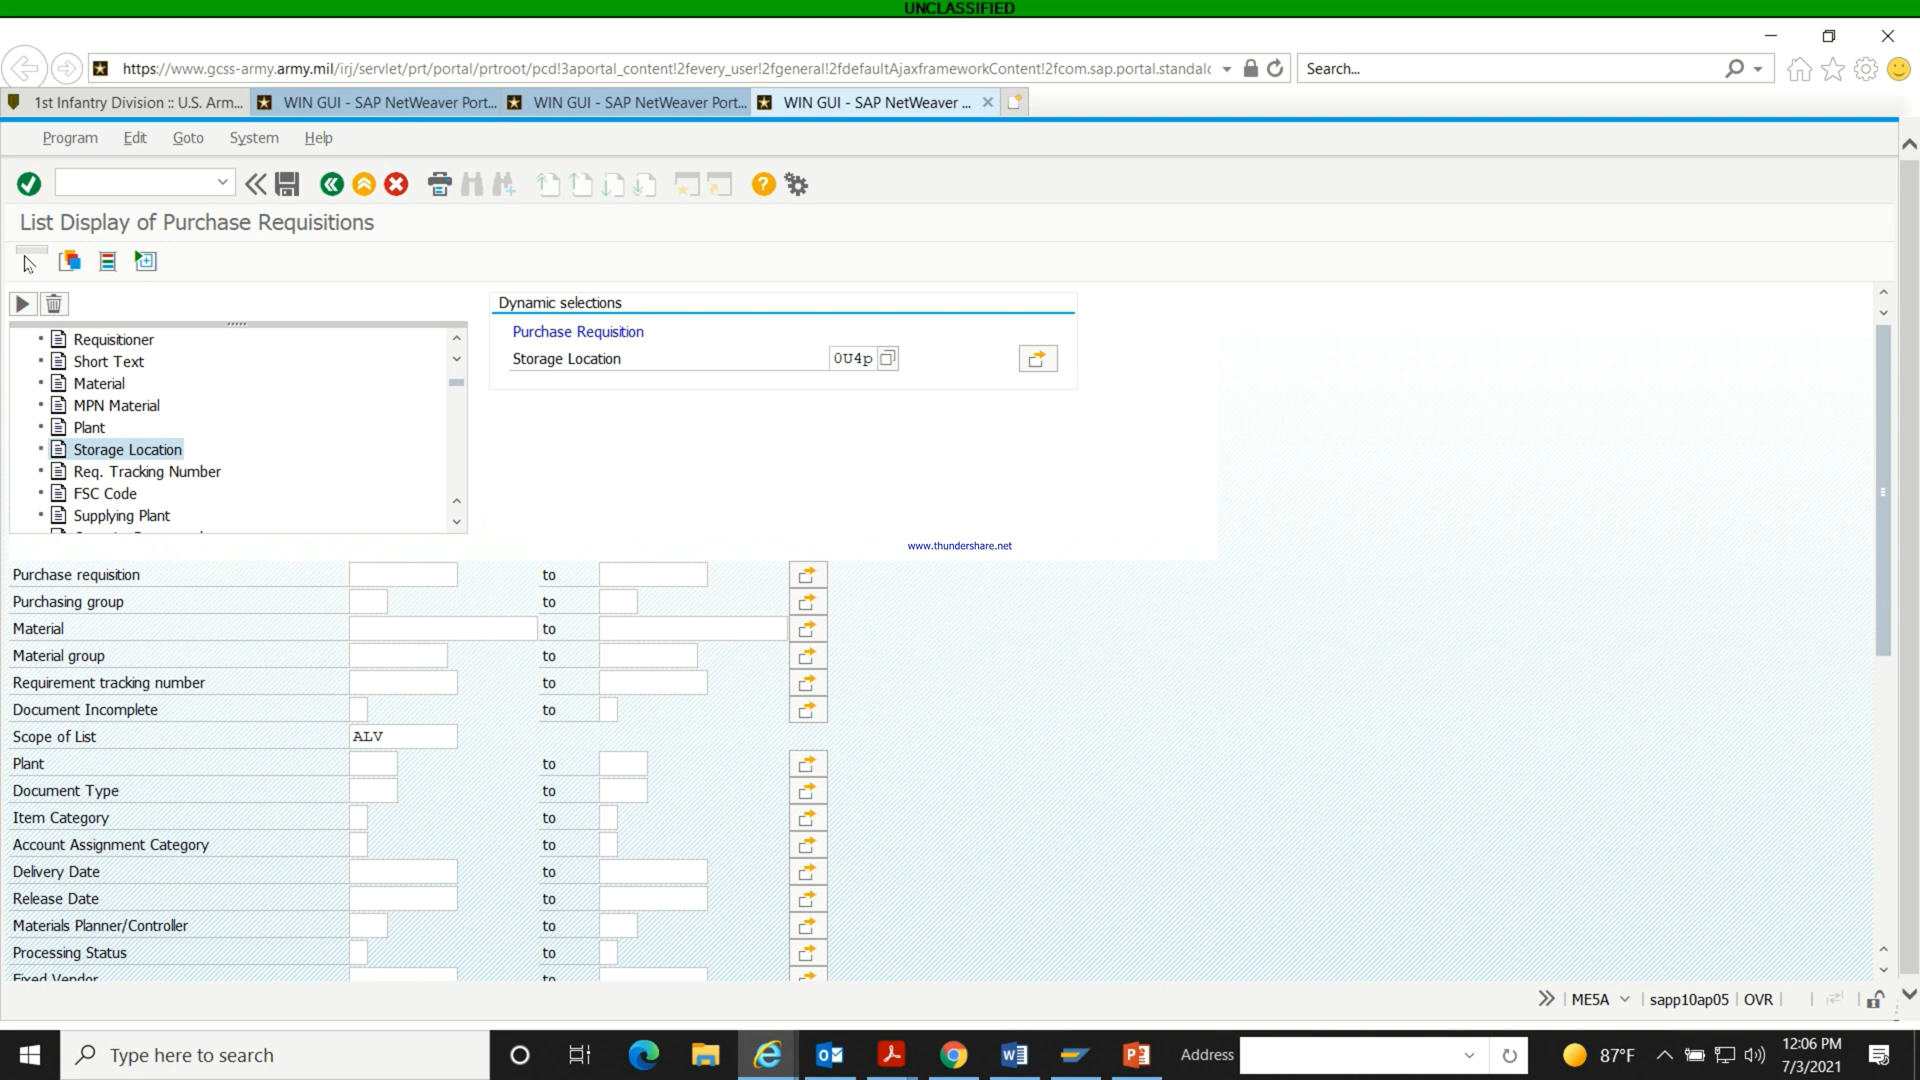 UNCLASSIFIED
https://www.gcss-army.army.mil/irj/servlet/prt/portal/prtroot/pcd!3aportal_content!2fevery_user!2fgeneral!2fdefaultAjaxframeworkContent!2fcom.sap.portal.standalc
Search...
1st Infantry Division :: U.S. Arm...
WIN GUI - SAP NetWeaver Port...
WIN GUI - SAP NetWeaver Port...
WIN GUI - SAP NetWeaver ...
Program Edit Goto System Help
List Display of Purchase Requisitions
Requisitioner
Short Text
Material
MPN Material
Plant
Storage Location
Req. Tracking Number
FSC Code
Supplying Plant
Dynamic selections
Purchase Requisition
Storage Location 0U4p
www.thundershare.net
Purchase requisition to
Purchasing group to
Material to
Material group to
Requirement tracking number to
Document Incomplete to
Scope of List ALV
Plant to
Document Type to
Item Category to
Account Assignment Category to
Delivery Date to
Release Date to
Materials Planner/Controller to
Processing Status to
Fixed Vendor to
ME5A sapp10ap05 OVR
Type here to search
Address
87°F
12:06 PM
7/3/2021